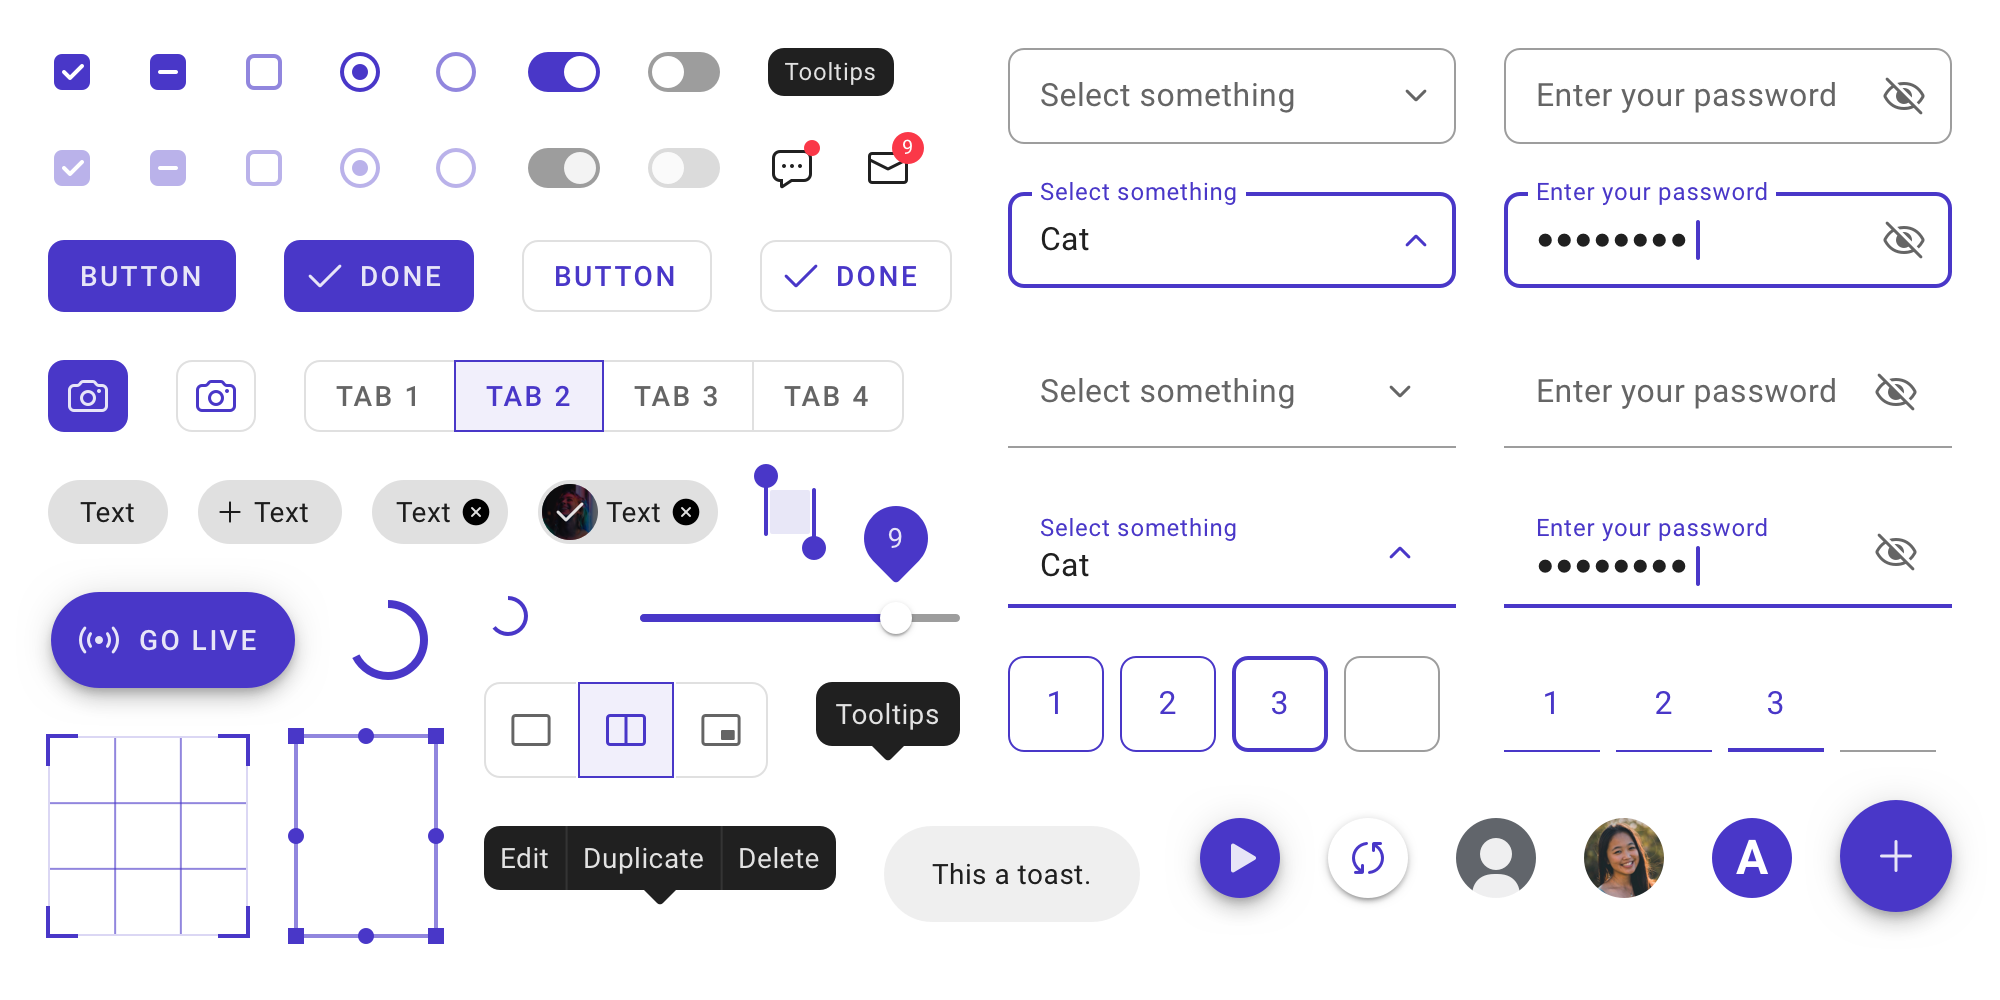 Tooltips
9
BUTTON
DONE
BUTTON
DONE
TAB 1
TAB 2
TAB 3
TAB 4
Text
Text
Text
Text
9
GO LIVE
Tooltips
Edit
Duplicate
Delete
This a toast.
Select something
Enter your password
Select something
Cat
Enter your password
••••••••
Select something
Enter your password
Select something
Cat
Enter your password
••••••••
1
2
3
1
2
3
A